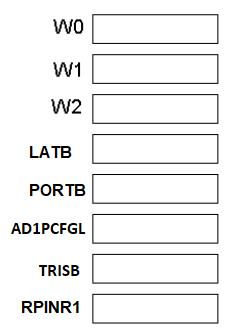 W0
W1
W2
LATB
PORTB
AD1PCFGL
TRISB
RPINR1